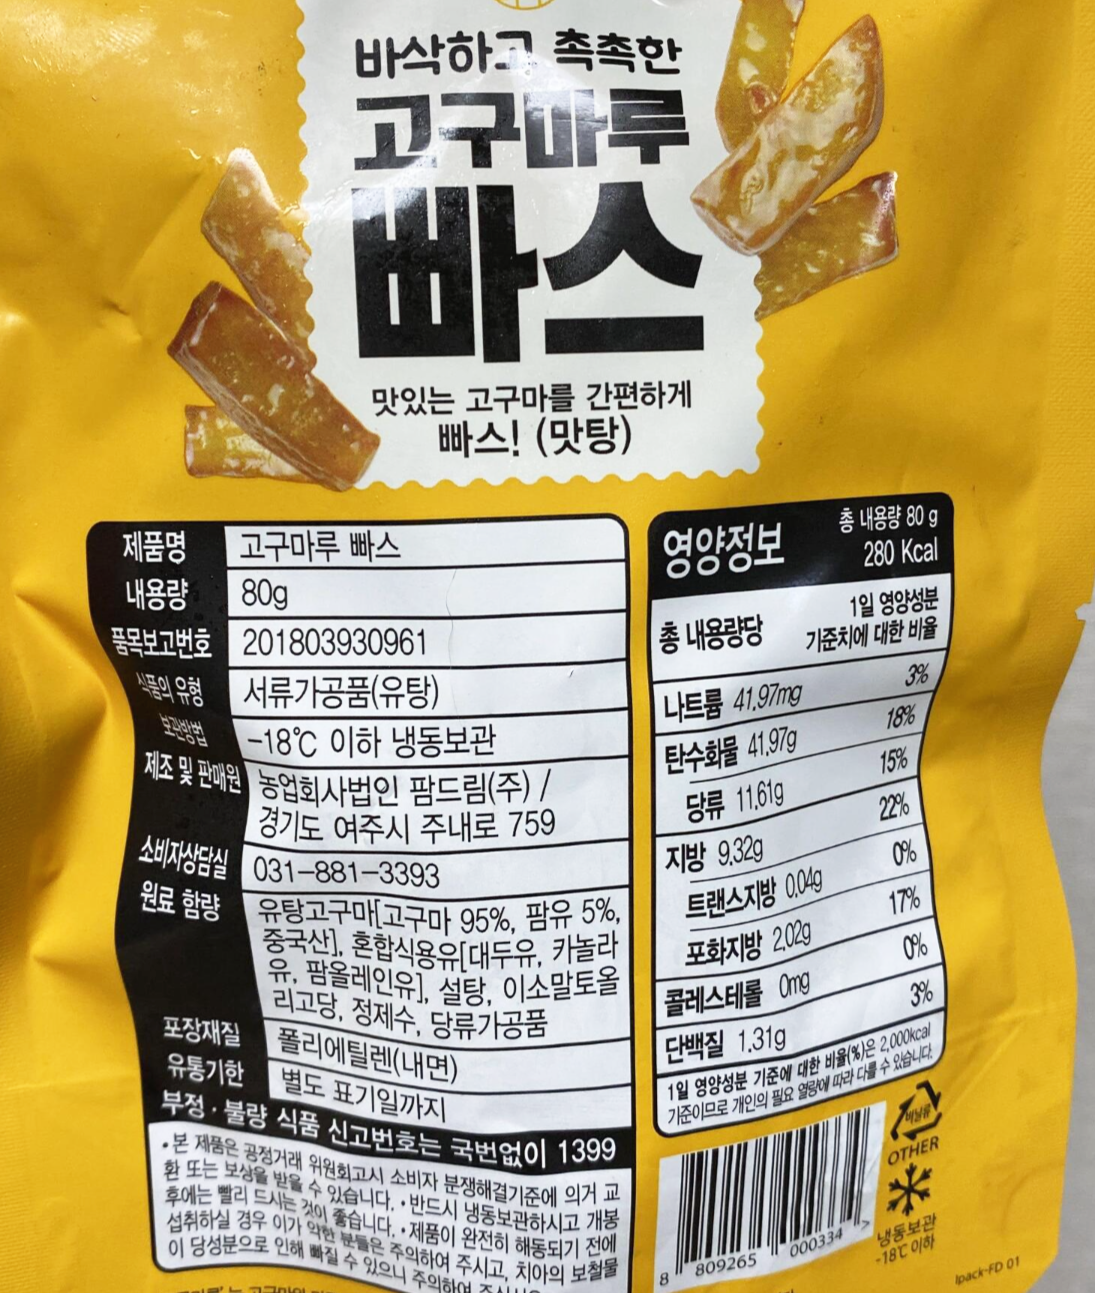 바삭하고 촉촉한
고구마루
빠스
맛있는 고구마를 간편하게
빠스! (맛탕)
제품명 고구마루 빠스
내용량 80g
품목보고번호 201803930961
식품의 유형 서류가공품(유탕)
보관방법 -18℃ 이하 냉동보관
제조 및 판매원 농업회사법인 팜드림(주) /
경기도 여주시 주내로 759
소비자상담실 031-881-3393
원료 함량 유탕고구마[고구마 95%, 팜유 5%,
중국산], 혼합식용유[대두유, 카놀라
유, 팜올레인유], 설탕, 이소말토올
리고당, 정제수, 당류가공품
포장재질 폴리에틸렌(내면)
유통기한 별도 표기일까지
부정·불량 식품 신고번호는 국번없이 1399
•본 제품은 공정거래 위원회고시 소비자 분쟁해결기준에 의거 교
환 또는 보상을 받을 수 있습니다. •반드시 냉동보관하시고 개봉
후에는 빨리 드시는 것이 좋습니다. •제품이 완전히 해동되기 전에
섭취하실 경우 이가 약한 분들은 주의하여 주시고, 치아의 보철물
이 당성분으로 인해 빠질 수 있으니 주의하여
영양정보
총 내용량 80 g
280 Kcal
총 내용량당
1일 영양성분
기준치에 대한 비율
나트륨 41.97mg 3%
탄수화물 41.97g 18%
당류 11.61g 15%
지방 9.32g 22%
트랜스지방 0.04g 0%
포화지방 2.02g 17%
콜레스테롤 0mg 0%
단백질 1.31g 3%
1일 영양성분 기준에 대한 비율(%)은 2,000kcal
기준이므로 개인의 필요 열량에 따라 다를 수 있습니다.
비닐류
OTHER
냉동보관
-18℃ 이하
8 809265 000334 >
Ipack-FD 01